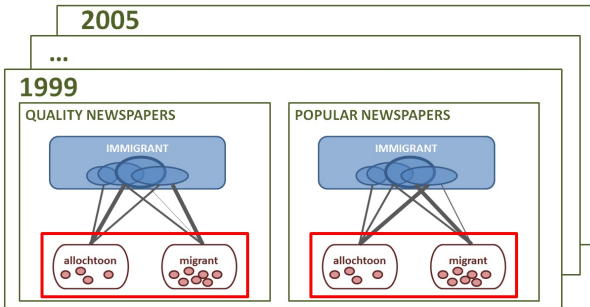 2005
...
1999
QUALITY NEWSPAPERS
POPULAR NEWSPAPERS
IMMIGRANT
IMMIGRANT
allochtoon
migrant
allochtoon
migrant